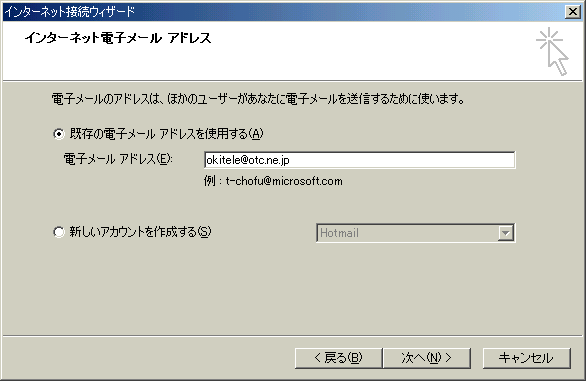 インターネット接続ウィザード
インターネット電子メール アドレス
電子メールのアドレスは、ほかのユーザーがあなたに電子メールを送信するために使います。
既存の電子メール アドレスを使用する(A)
電子メール アドレス(E):
okitele@otc.ne.jp
例 : t-chofu@microsoft.com
新しいアカウントを作成する(S)
Hotmail
< 戻る(B)
次へ(N) >
キャンセル